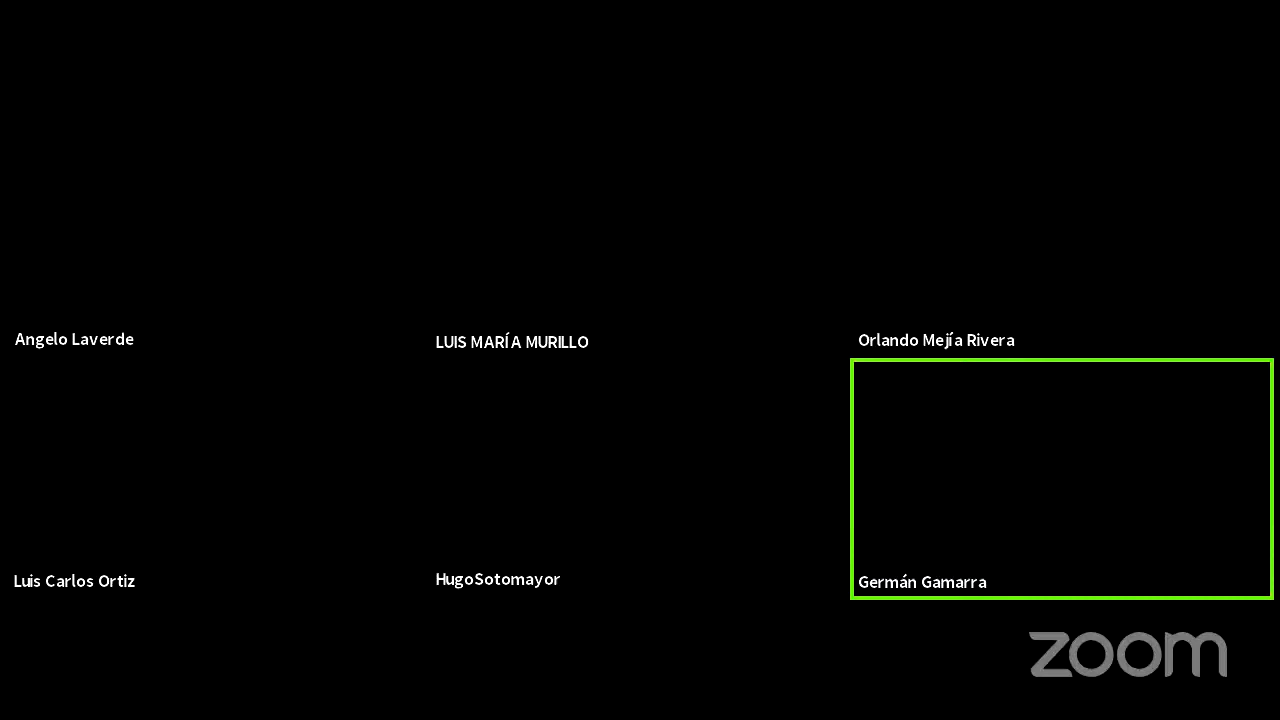 Angelo Laverde
LUIS MARÍA MURILLO
Orlando Mejía Rivera
Luis Carlos Ortiz
HugoSotomayor
Germán Gamarra
zoom